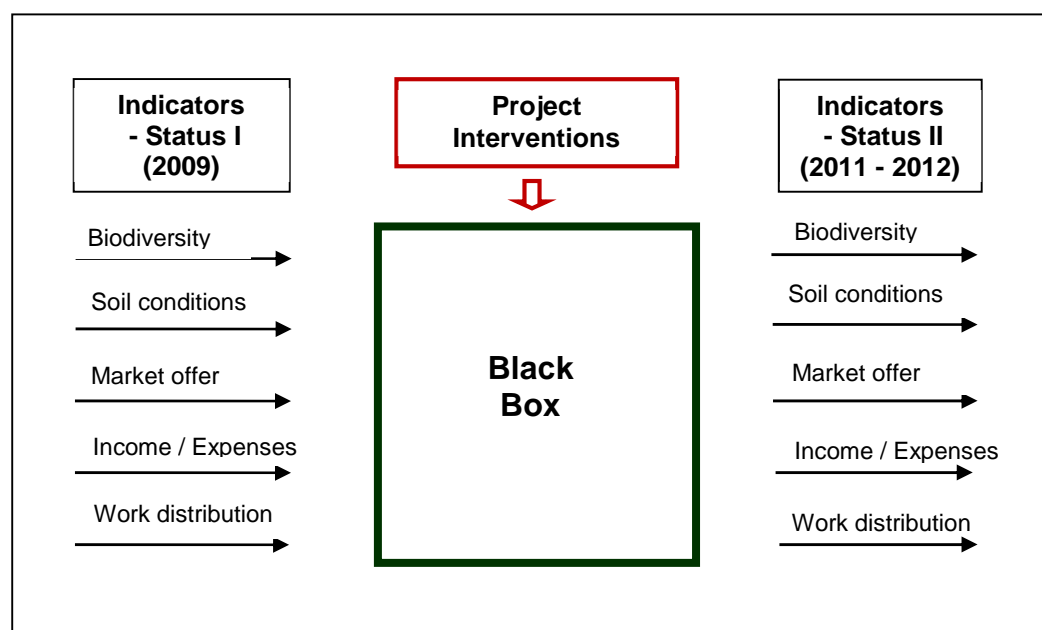 Indicators
- Status I
(2009)
Project
Interventions
Indicators
- Status II
(2011 - 2012)
Biodiversity
Soil conditions
Market offer
Income / Expenses
Work distribution
Black
Box
Biodiversity
Soil conditions
Market offer
Income / Expenses
Work distribution